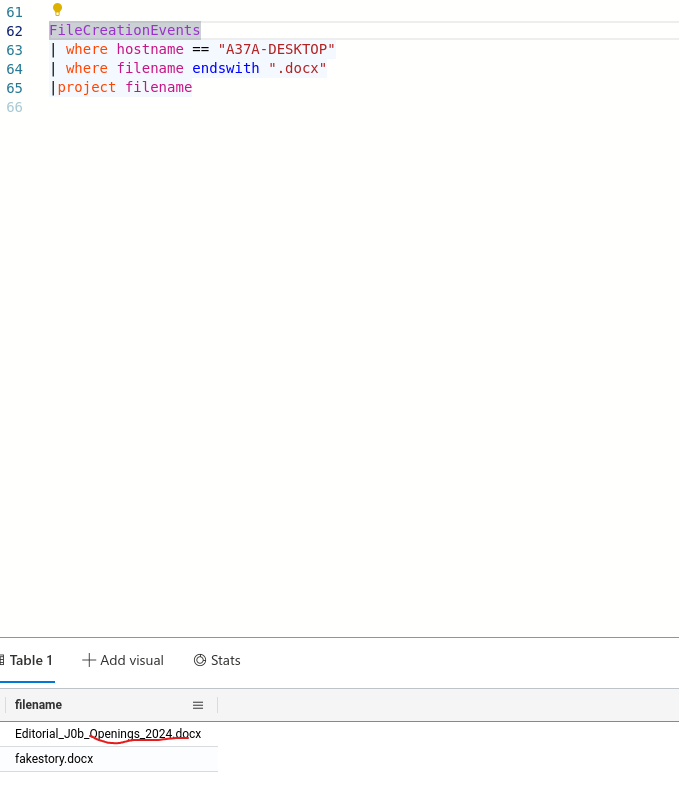 61
62 FileCreationEvents
63 | where hostname == "A37A-DESKTOP"
64 | where filename endswith ".docx"
65 |project filename
66
Table 1 Add visual Stats
filename
Editorial_J0b_Openings_2024.docx
fakestory.docx